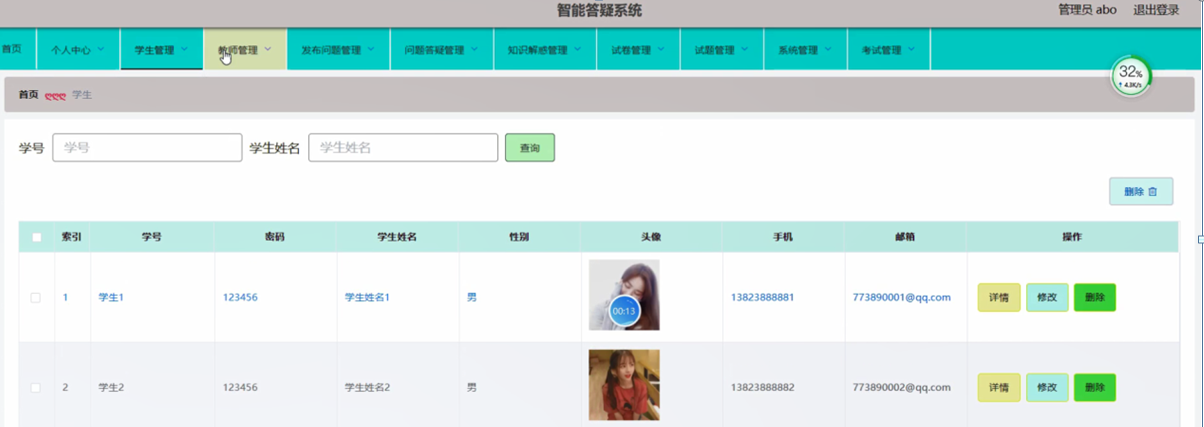 智能答疑系统 管理员 abo 退出登录
首页 个人中心 学生管理 教师管理 发布问题管理 问题答疑管理 知识解惑管理 试卷管理 试题管理 系统管理 考试管理
32%
↑ 4.3K/s
首页 ღღღ 学生
学号 学号 学生姓名 学生姓名 查询
删除
索引 学号 密码 学生姓名 性别 头像 手机 邮箱 操作
1 学生1 123456 学生姓名1 男 00:13 13823888881 773890001@qq.com 详情 修改 删除
2 学生2 123456 学生姓名2 男 13823888882 773890002@qq.com 详情 修改 删除